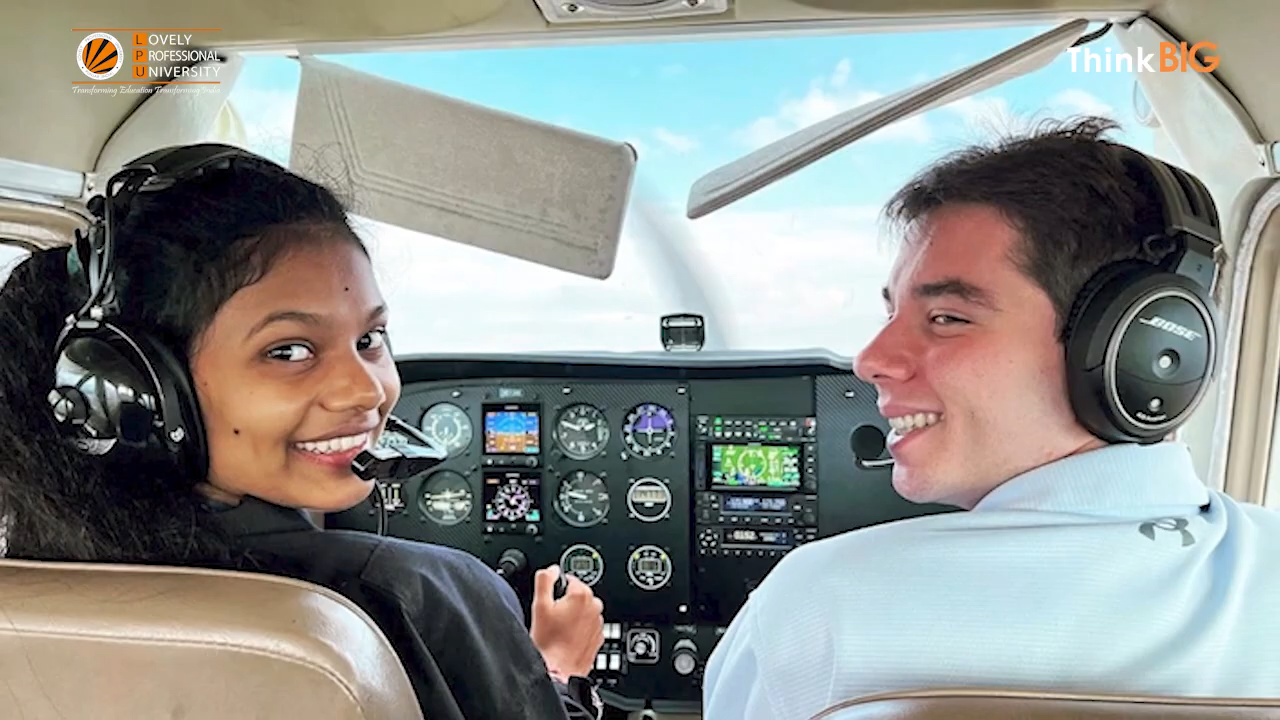 LOVELY
PROFESSIONAL
UNIVERSITY
Transforming Education Transforming India
ThinkBIG
BOSE